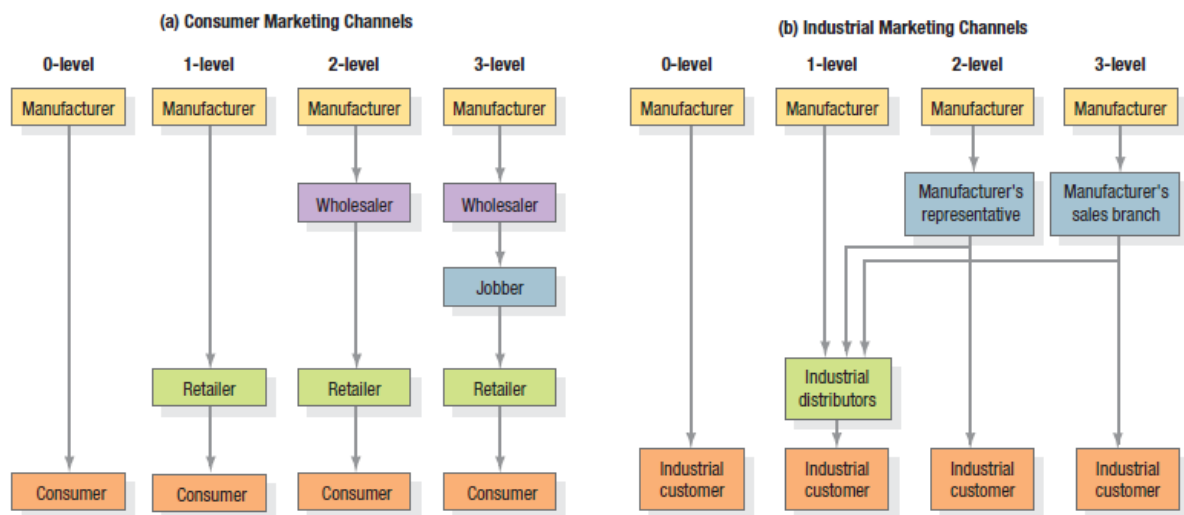 (a) Consumer Marketing Channels
0-level 1-level 2-level 3-level
Manufacturer Manufacturer Manufacturer Manufacturer
Wholesaler Wholesaler
Jobber
Retailer Retailer Retailer
Consumer Consumer Consumer Consumer
(b) Industrial Marketing Channels
0-level 1-level 2-level 3-level
Manufacturer Manufacturer Manufacturer Manufacturer
Manufacturer's
representative
Manufacturer's
sales branch
Industrial
distributors
Industrial
customer
Industrial
customer
Industrial
customer
Industrial
customer